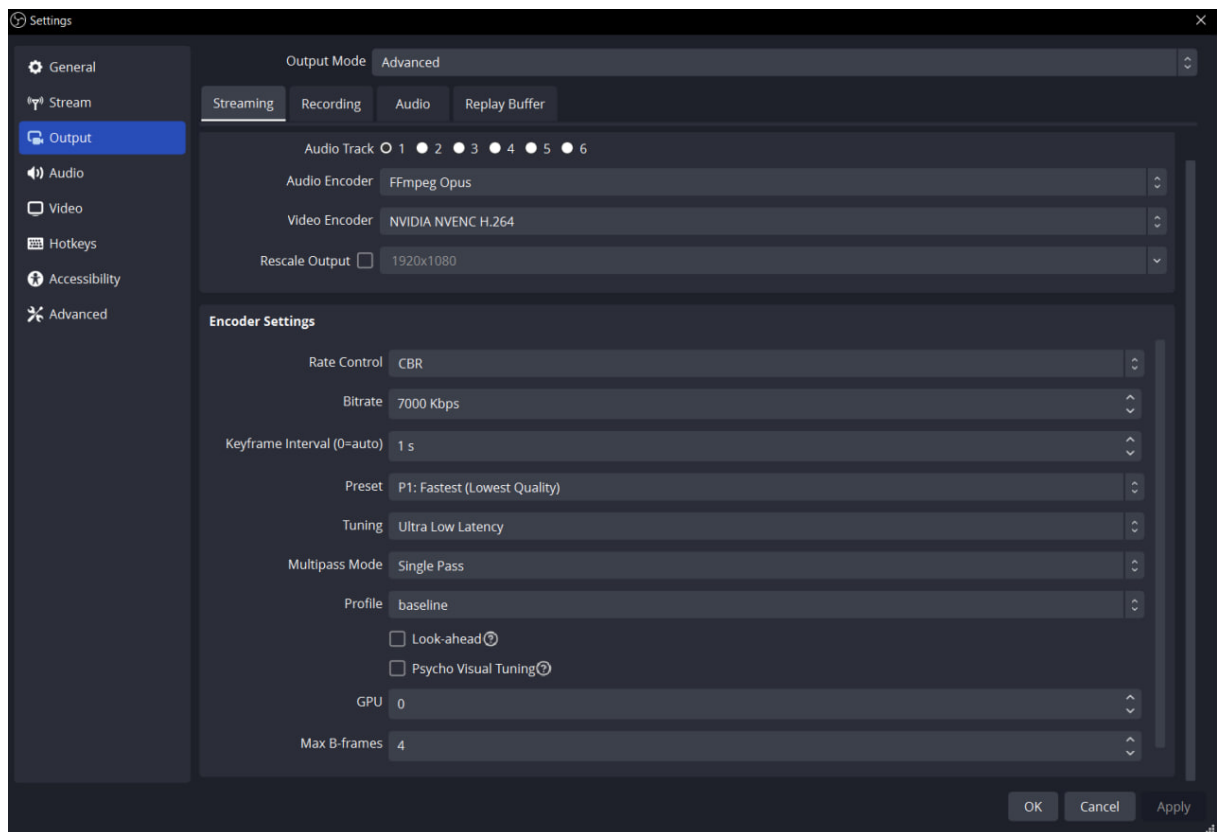 Settings
General
Stream
Output
Audio
Video
Hotkeys
Accessibility
Advanced
Output Mode Advanced
Streaming Recording Audio Replay Buffer
Audio Track 1 2 3 4 5 6
Audio Encoder FFmpeg Opus
Video Encoder NVIDIA NVENC H.264
Rescale Output 1920x1080
Encoder Settings
Rate Control CBR
Bitrate 7000 Kbps
Keyframe Interval (0=auto) 1 s
Preset P1: Fastest (Lowest Quality)
Tuning Ultra Low Latency
Multipass Mode Single Pass
Profile baseline
Look-ahead ?
Psycho Visual Tuning ?
GPU 0
Max B-frames 4
OK Cancel Apply